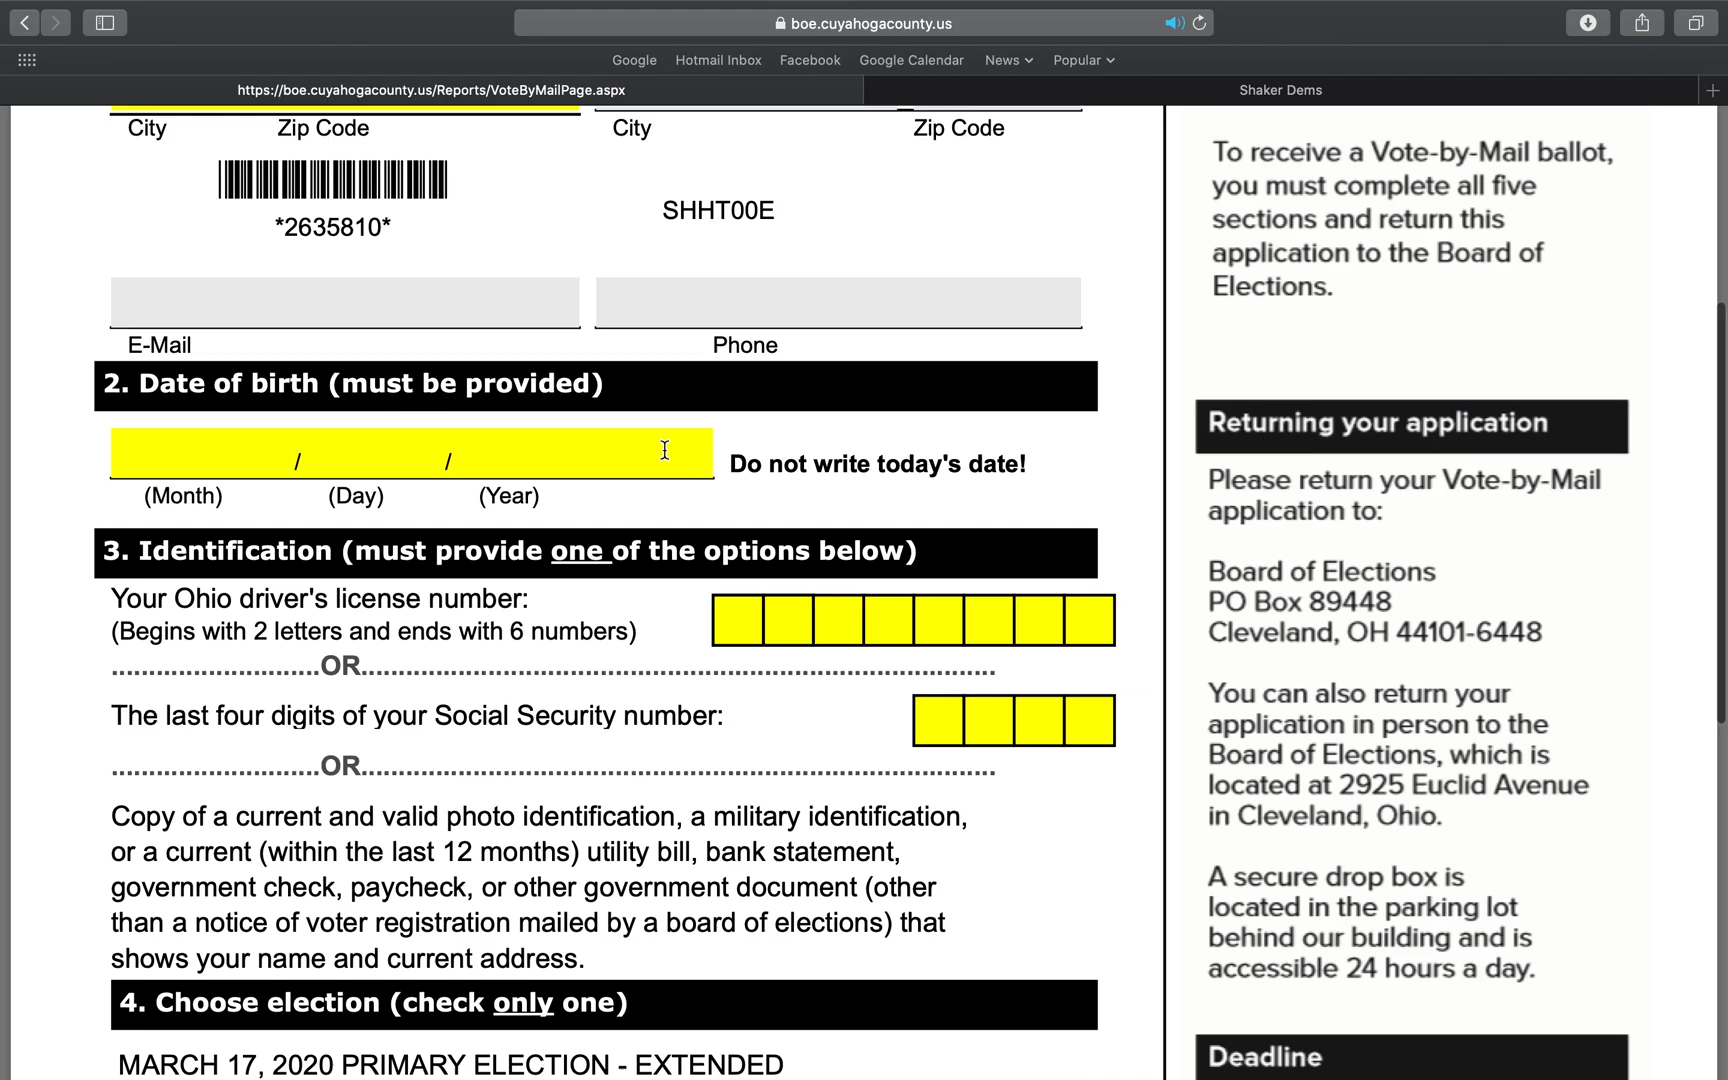 boe.cuyahogacounty.us
Google Hotmail Inbox Facebook Google Calendar News Popular
https://boe.cuyahogacounty.us/Reports/VoteByMailPage.aspx
Shaker Dems
City Zip Code City Zip Code
*2635810*
SHHT00E
E-Mail Phone
2. Date of birth (must be provided)
/ / Do not write today's date!
(Month) (Day) (Year)
3. Identification (must provide one of the options below)
Your Ohio driver's license number:
(Begins with 2 letters and ends with 6 numbers)
............................OR....................................................................................
The last four digits of your Social Security number:
............................OR....................................................................................
Copy of a current and valid photo identification, a military identification,
or a current (within the last 12 months) utility bill, bank statement,
government check, paycheck, or other government document (other
than a notice of voter registration mailed by a board of elections) that
shows your name and current address.
4. Choose election (check only one)
MARCH 17, 2020 PRIMARY ELECTION - EXTENDED
To receive a Vote-by-Mail ballot,
you must complete all five
sections and return this
application to the Board of
Elections.
Returning your application
Please return your Vote-by-Mail
application to:
Board of Elections
PO Box 89448
Cleveland, OH 44101-6448
You can also return your
application in person to the
Board of Elections, which is
located at 2925 Euclid Avenue
in Cleveland, Ohio.
A secure drop box is
located in the parking lot
behind our building and is
accessible 24 hours a day.
Deadline